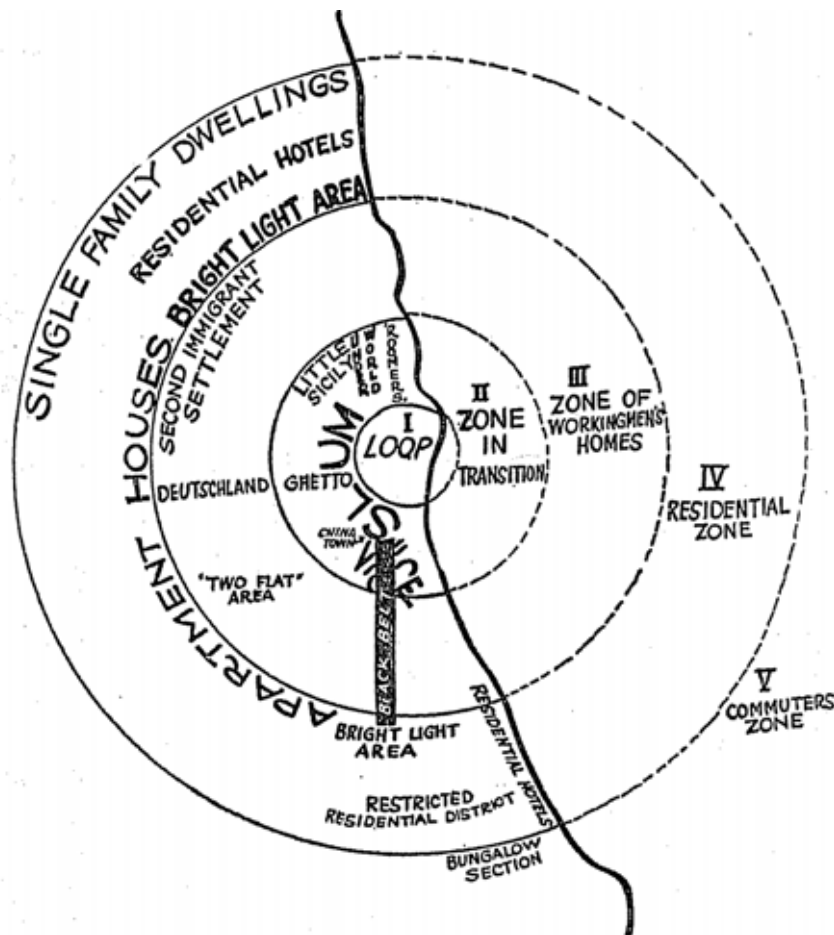 SINGLE FAMILY DWELLINGS
RESIDENTIAL HOTELS
BRIGHT LIGHT AREA
SECOND IMMIGRANT
SETTLEMENT
APARTMENT HOUSES
LITTLE
SICILY
UNDER
WORLD
ROOMERS.
I
LOOP
II
ZONE
IN
TRANSITION
III
ZONE OF
WORKINGMEN'S
HOMES
IV
RESIDENTIAL
ZONE
V
COMMUTERS
ZONE
DEUTSCHLAND
GHETTO
SLUM
CHINA
TOWN
VICE
"TWO FLAT"
AREA
BLACK BELT
BRIGHT LIGHT
AREA
RESIDENTIAL HOTELS
RESTRICTED
RESIDENTIAL DISTRICT
BUNGALOW
SECTION